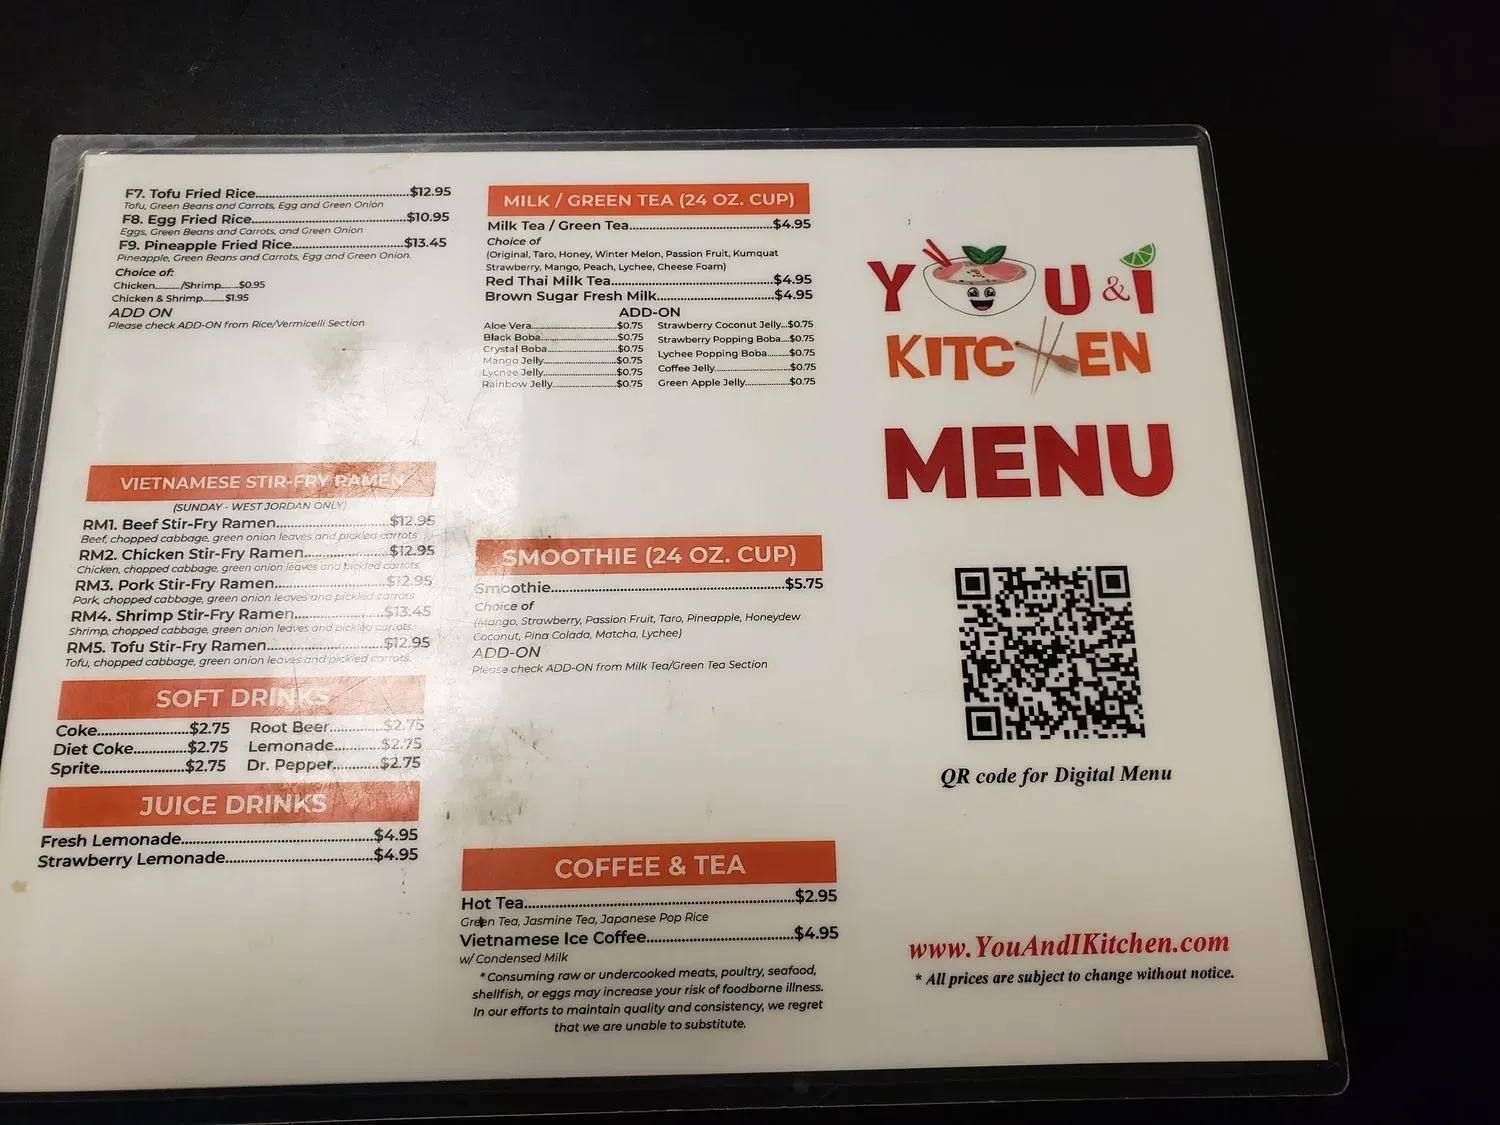 F7. Tofu Fried Rice...$12.95
Tofu, Green Beans and Carrots, Egg and Green Onion
F8. Egg Fried Rice...$10.95
Eggs, Green Beans and Carrots, and Green Onion
F9. Pineapple Fried Rice...$13.45
Pineapple, Green Beans and Carrots, Egg and Green Onion.
Choice of:
Chicken.........../Shrimp.......$0.95
Chicken & Shrimp.........$1.95
ADD ON
Please check ADD-ON from Rice/Vermicelli Section
VIETNAMESE STIR-FRY RAMEN
(SUNDAY - WEST JORDAN ONLY)
RM1. Beef Stir-Fry Ramen...$12.95
Beef, chopped cabbage, green onion leaves and pickled carrots
RM2. Chicken Stir-Fry Ramen...$12.95
Chicken, chopped cabbage, green onion leaves and pickled carrots
RM3. Pork Stir-Fry Ramen...$12.95
Pork, chopped cabbage, green onion leaves and pickled carrots
RM4. Shrimp Stir-Fry Ramen...$13.45
Shrimp, chopped cabbage, green onion leaves and pickled carrots.
RM5. Tofu Stir-Fry Ramen...$12.95
Tofu, chopped cabbage, green onion leaves and pickled carrots.
SOFT DRINKS
Coke...$2.75 Root Beer...$2.75
Diet Coke...$2.75 Lemonade...$2.75
Sprite...$2.75 Dr. Pepper...$2.75
JUICE DRINKS
Fresh Lemonade...$4.95
Strawberry Lemonade...$4.95
MILK / GREEN TEA (24 OZ. CUP)
Milk Tea / Green Tea...$4.95
Choice of
(Original, Taro, Honey, Winter Melon, Passion Fruit, Kumquat
Strawberry, Mango, Peach, Lychee, Cheese Foam)
Red Thai Milk Tea...$4.95
Brown Sugar Fresh Milk...$4.95
ADD-ON
Aloe Vera...$0.75 Strawberry Coconut Jelly...$0.75
Black Boba...$0.75 Strawberry Popping Boba...$0.75
Crystal Boba...$0.75 Lychee Popping Boba...$0.75
Mango Jelly...$0.75 Coffee Jelly...$0.75
Lychee Jelly...$0.75 Green Apple Jelly...$0.75
Rainbow Jelly...$0.75
SMOOTHIE (24 OZ. CUP)
Smoothie...$5.75
Choice of
(Mango, Strawberry, Passion Fruit, Taro, Pineapple, Honeydew
Coconut, Pina Colada, Matcha, Lychee)
ADD-ON
Please check ADD-ON from Milk Tea/Green Tea Section
COFFEE & TEA
Hot Tea...$2.95
Green Tea, Jasmine Tea, Japanese Pop Rice
Vietnamese Ice Coffee...$4.95
w/ Condensed Milk
* Consuming raw or undercooked meats, poultry, seafood,
shellfish, or eggs may increase your risk of foodborne illness.
In our efforts to maintain quality and consistency, we regret
that we are unable to substitute.
YOU & I
KITCHEN
MENU
QR code for Digital Menu
www.YouAndIKitchen.com
* All prices are subject to change without notice.